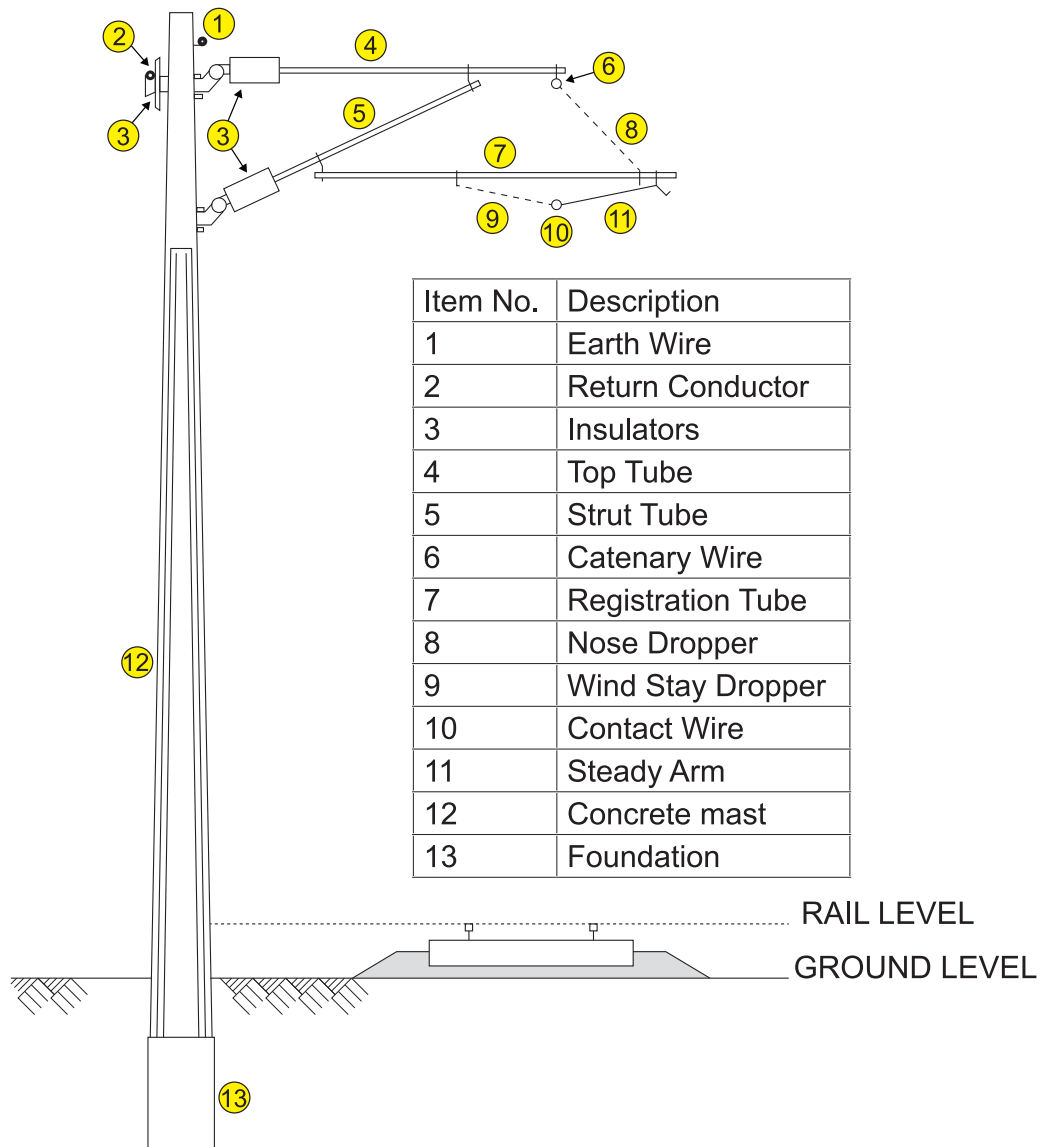 1
2
4
6
3
3
5
8
7
9
10
11
Item No. Description
1 Earth Wire
2 Return Conductor
3 Insulators
4 Top Tube
5 Strut Tube
6 Catenary Wire
7 Registration Tube
8 Nose Dropper
9 Wind Stay Dropper
10 Contact Wire
11 Steady Arm
12 Concrete mast
13 Foundation
12
RAIL LEVEL
GROUND LEVEL
13